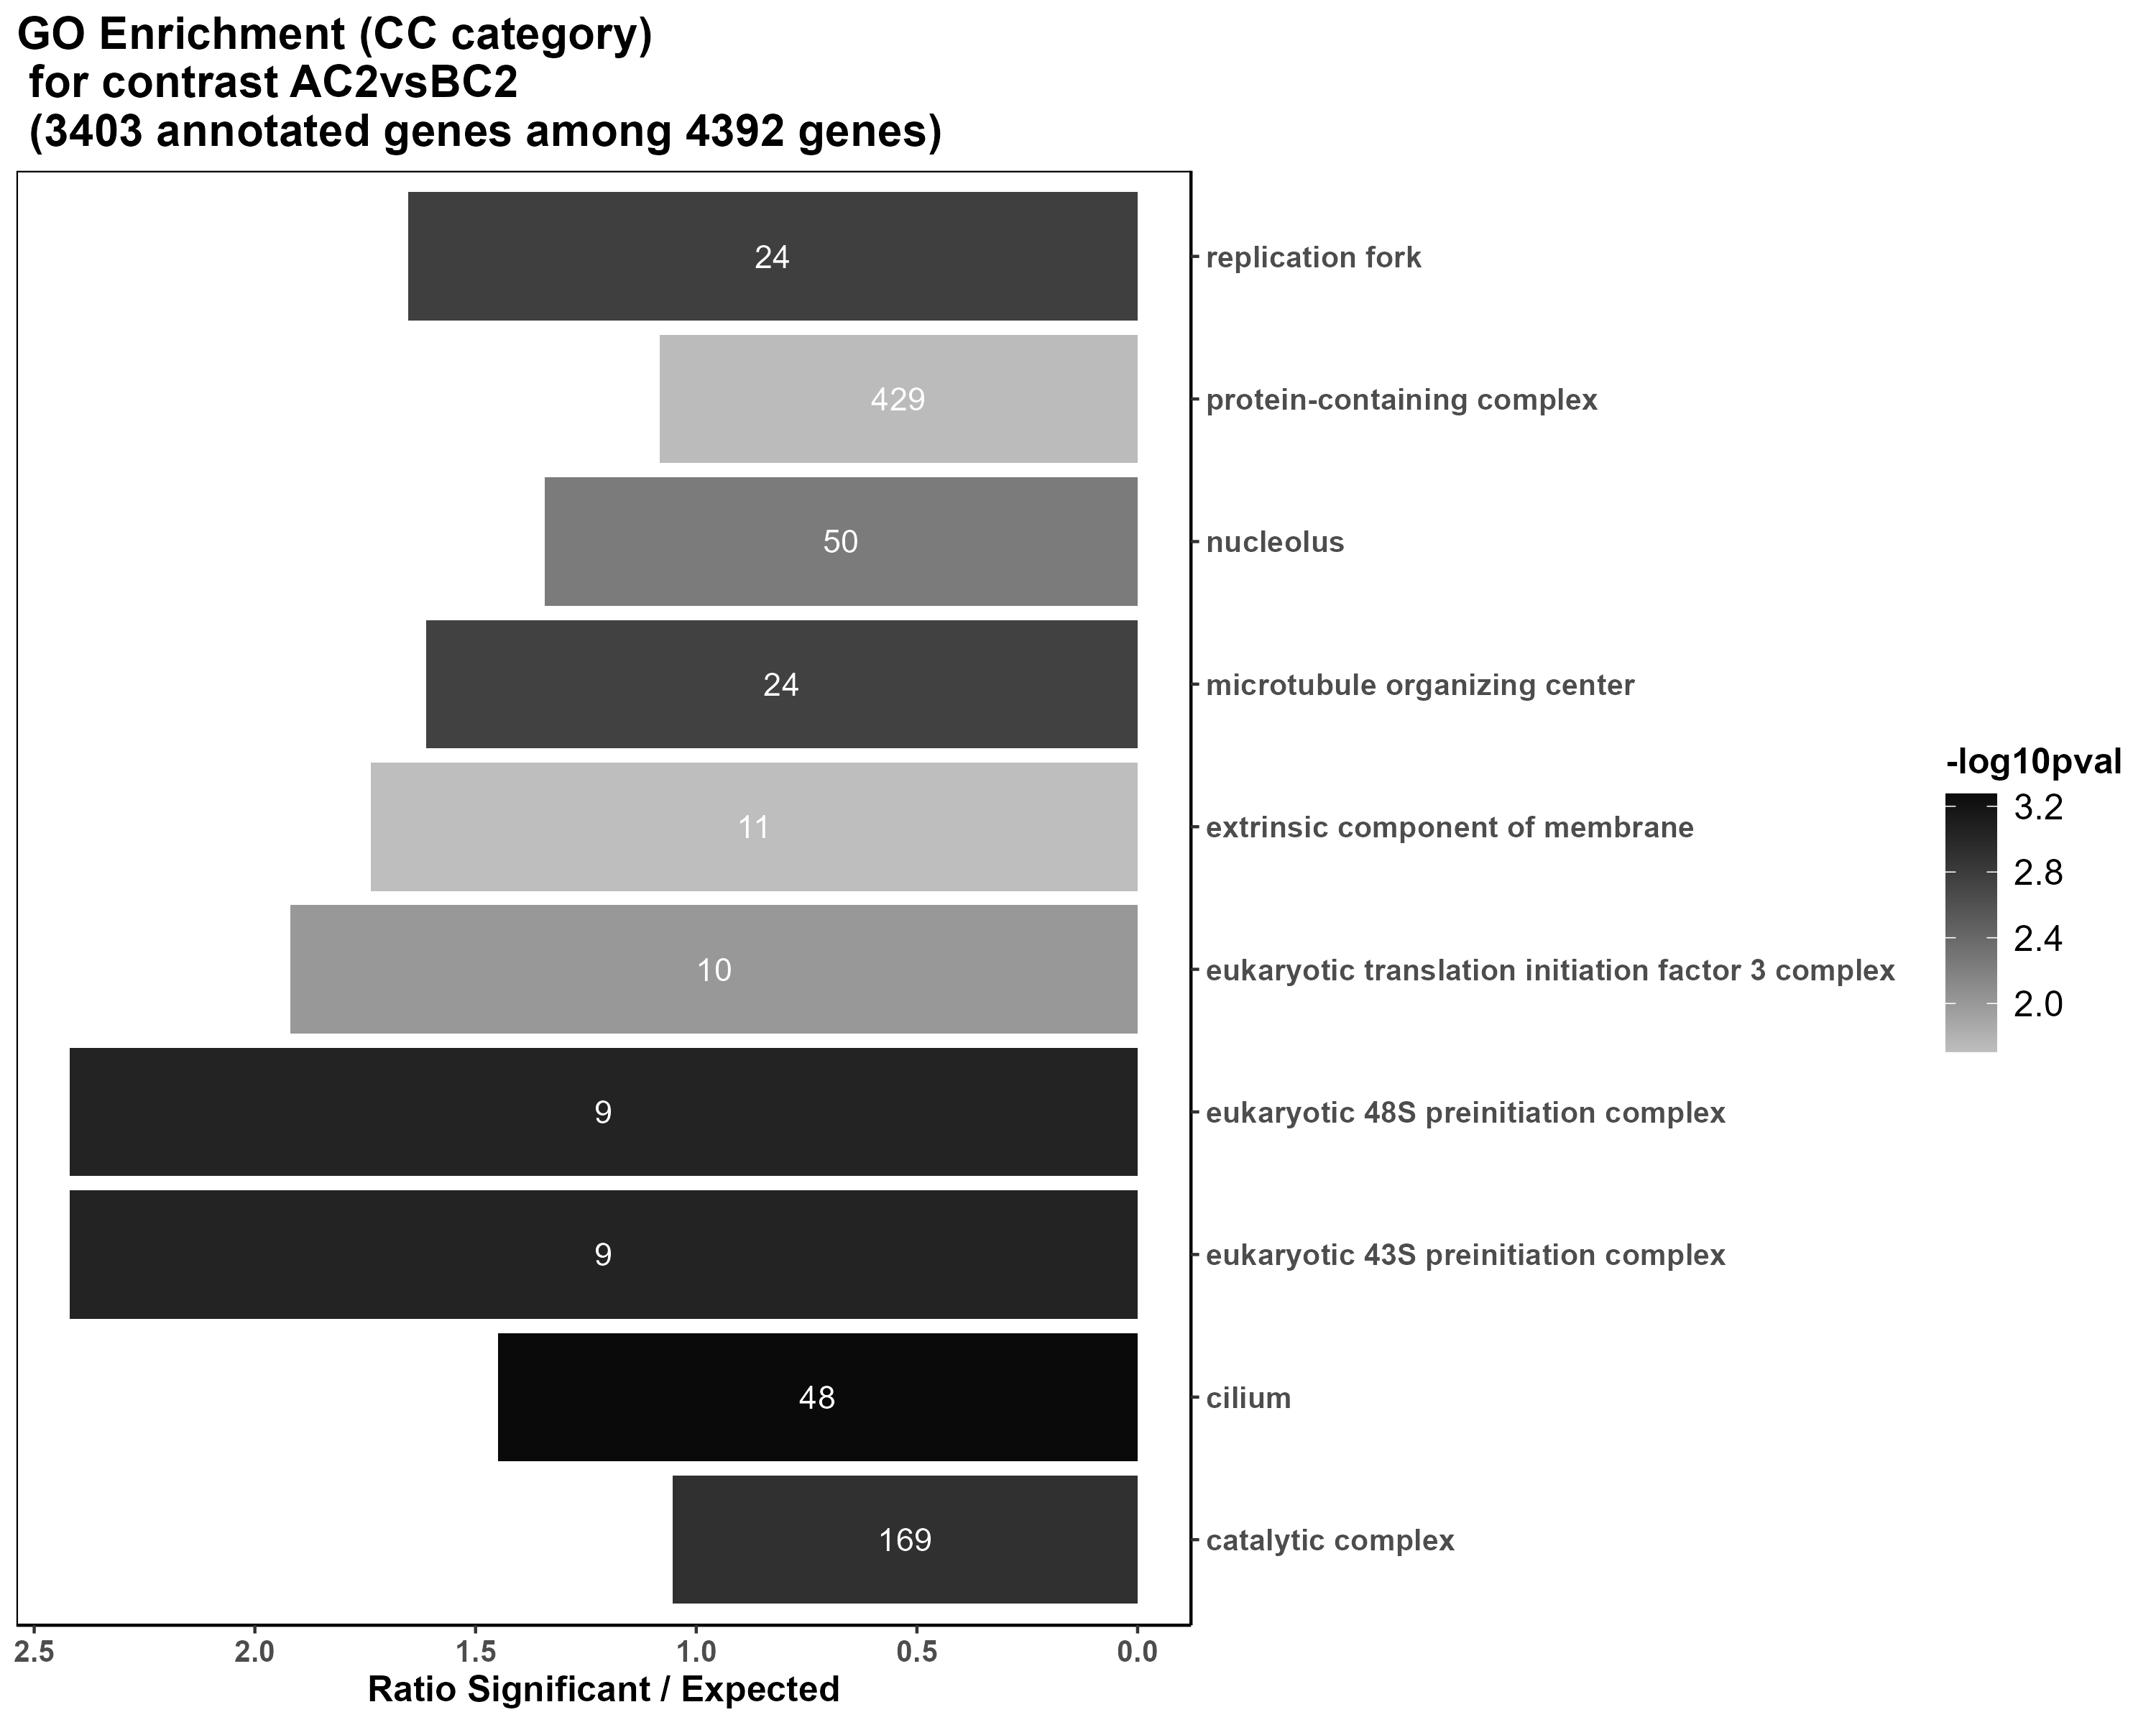 GO Enrichment (CC category)
for contrast AC2vsBC2
(3403 annotated genes among 4392 genes)
24
replication fork
429
protein-containing complex
50
nucleolus
24
microtubule organizing center
11
extrinsic component of membrane
10
eukaryotic translation initiation factor 3 complex
9
eukaryotic 48S preinitiation complex
9
eukaryotic 43S preinitiation complex
48
cilium
169
catalytic complex
2.5 2.0 1.5 1.0 0.5 0.0
Ratio Significant / Expected
-log10pval
3.2
2.8
2.4
2.0